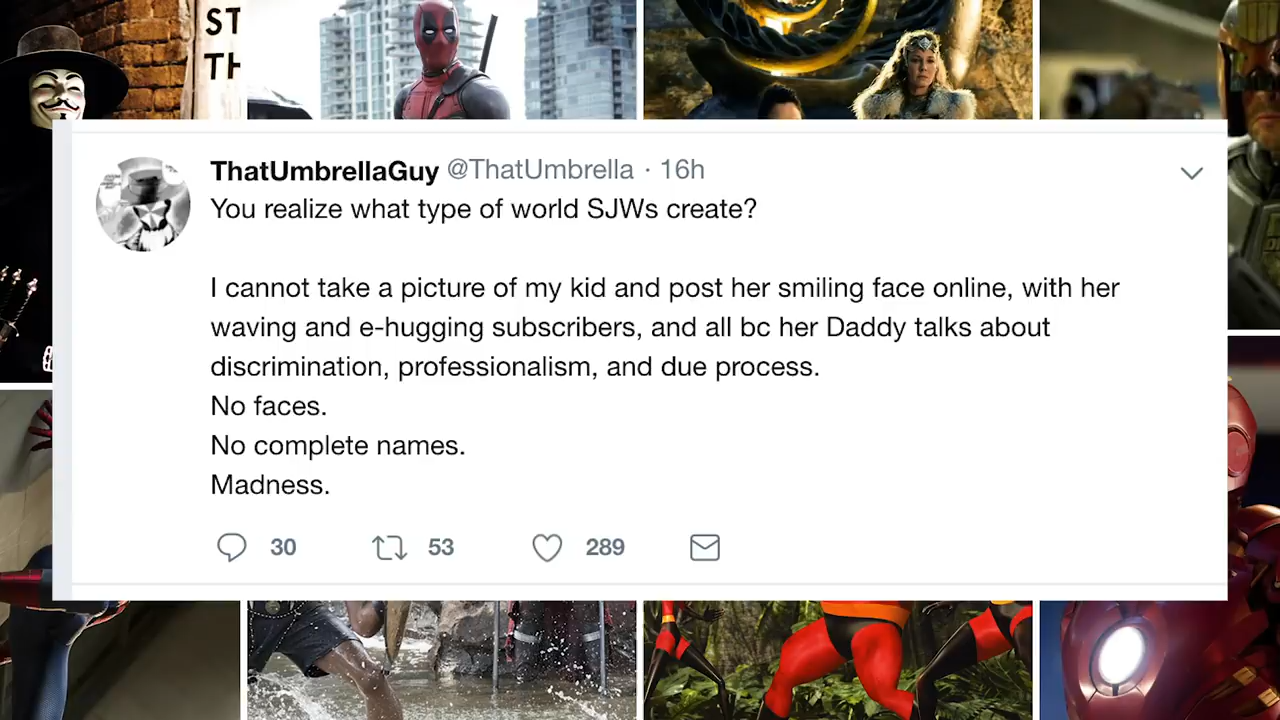 ST
TH
ThatUmbrellaGuy @ThatUmbrella · 16h
You realize what type of world SJWs create?
I cannot take a picture of my kid and post her smiling face online, with her
waving and e-hugging subscribers, and all bc her Daddy talks about
discrimination, professionalism, and due process.
No faces.
No complete names.
Madness.
30 53 289